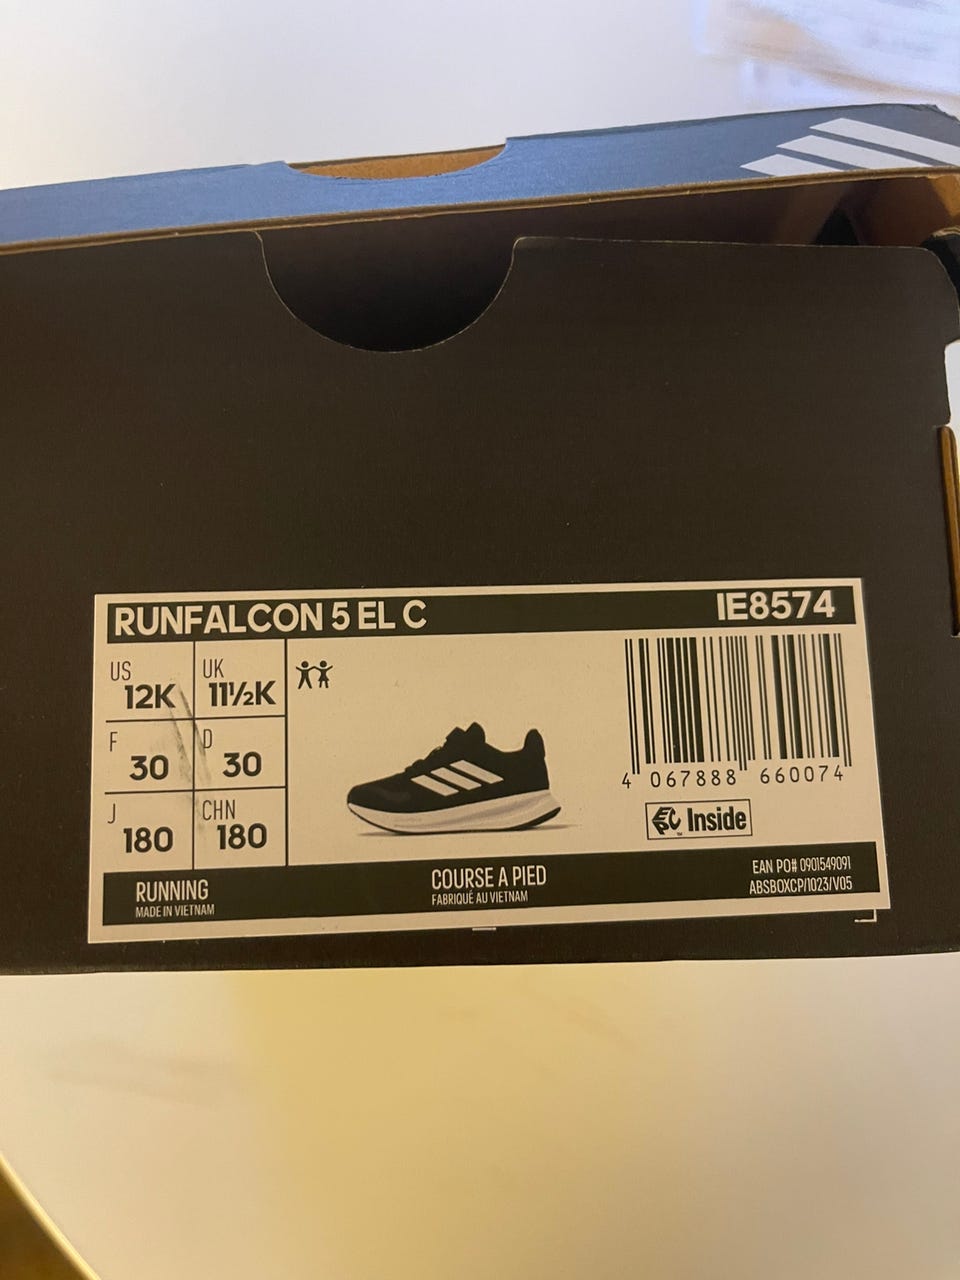 RUNFALCON 5 EL C IE8574
US 12K UK 11½K
F 30 D 30
J 180 CHN 180
4 067888 660074
Inside
RUNNING
MADE IN VIETNAM
COURSE A PIED
FABRIQUÉ AU VIETNAM
EAN PO# 0901549091
ABSBOXCP/1023/V05